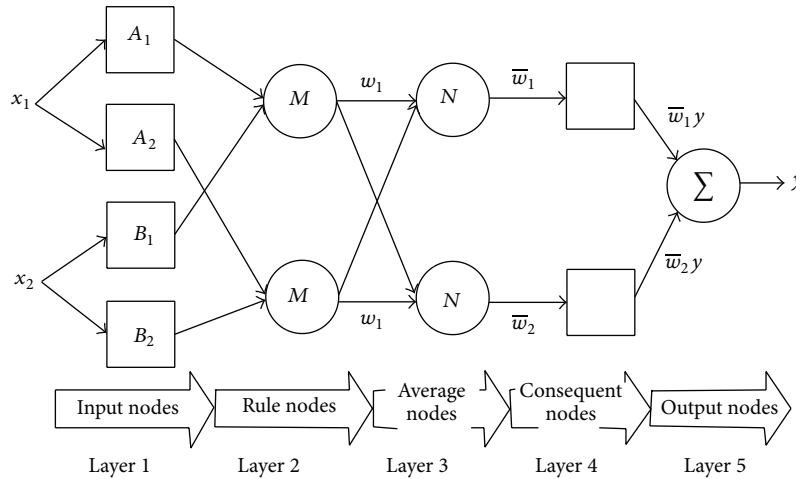 A₁
x₁
A₂
B₁
x₂
B₂
M
w₁
N
w̅₁
w̅₁y
∑
y
M
w₁
N
w̅₂
w̅₂y
Input nodes
Rule nodes
Average
nodes
Consequent
nodes
Output nodes
Layer 1
Layer 2
Layer 3
Layer 4
Layer 5